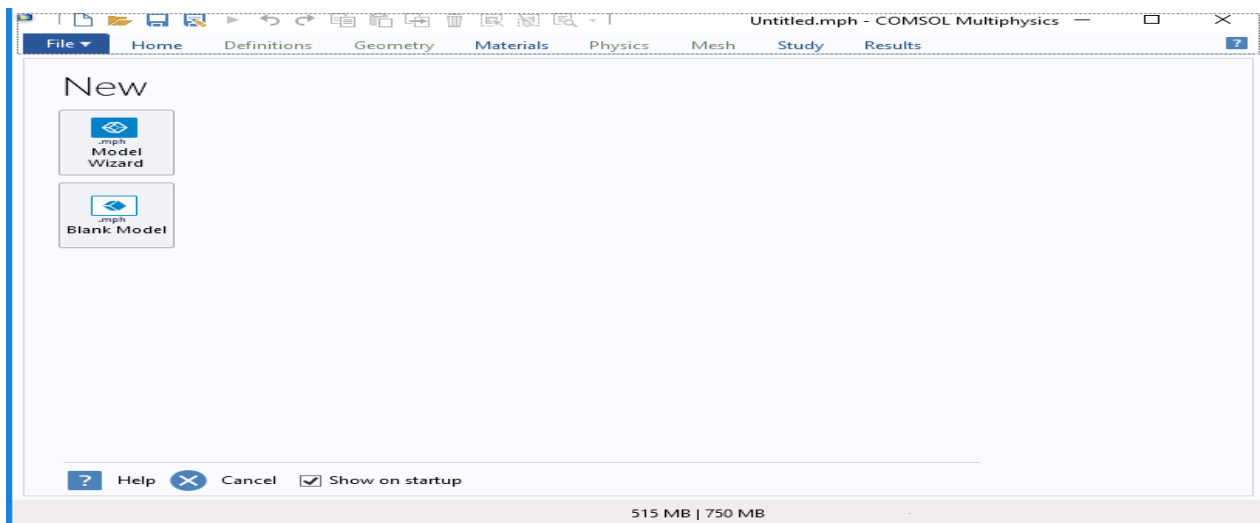 Untitled.mph - COMSOL Multiphysics
File Home Definitions Geometry Materials Physics Mesh Study Results ?
New
.mph
Model
Wizard
.mph
Blank Model
? Help Cancel Show on startup
515 MB | 750 MB